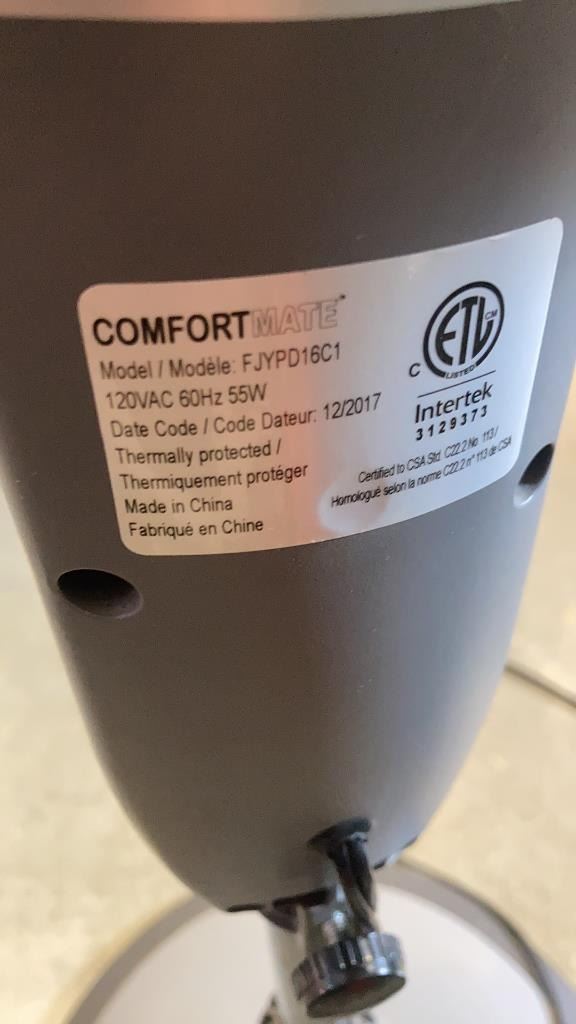 COMFORTMATE™
Model / Modèle: FJYPD16C1
120VAC 60Hz 55W
Date Code / Code Dateur: 12/2017
Thermally protected /
Thermiquement protéger
Made in China
Fabriqué en Chine
ETL CM
LISTED
C
Intertek
3129373
Certified to CSA Std. C22.2 No. 113 /
Homologué selon la norme C22.2 n° 113 de CSA